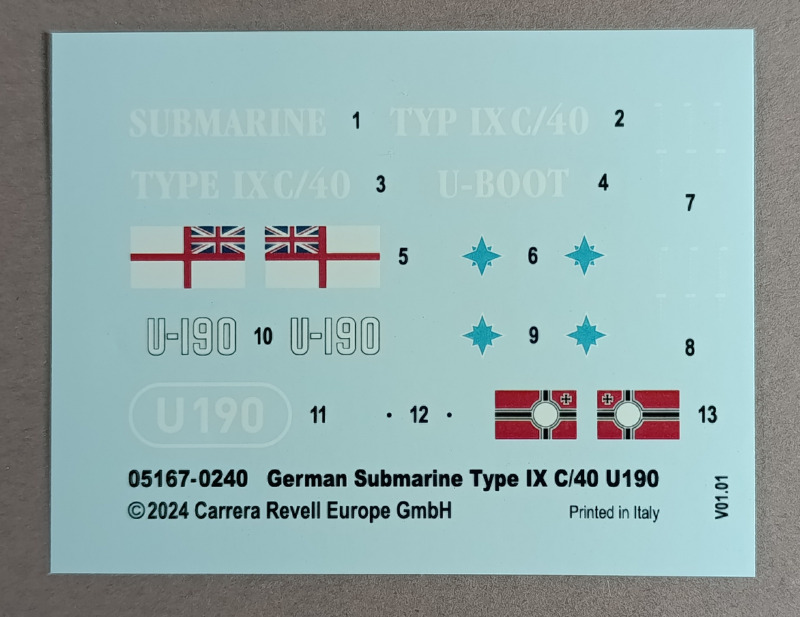 SUBMARINE 1 TYP IX C/40 2
TYPE IX C/40 3 U-BOOT 4
7
5 6
U-190 10 U-190 9
8
U 190 11 12 13
05167-0240 German Submarine Type IX C/40 U190
©2024 Carrera Revell Europe GmbH Printed in Italy
V01.01